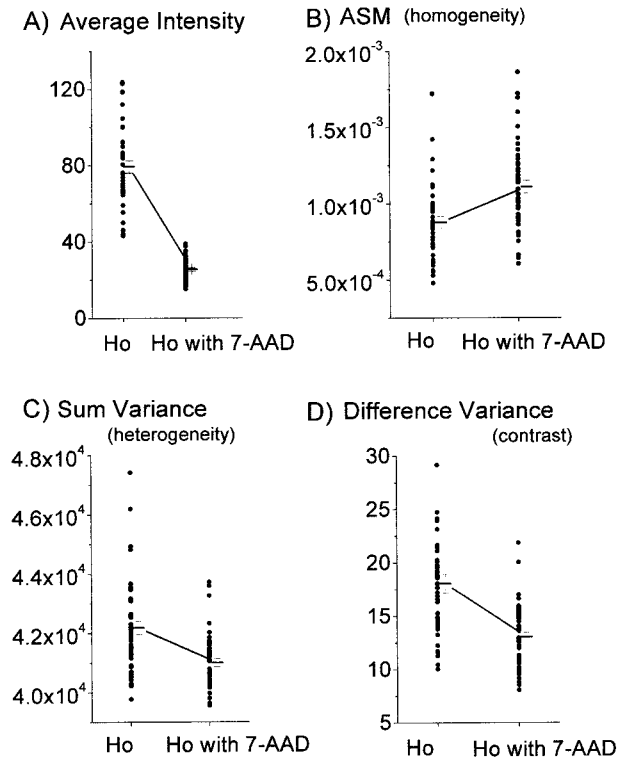 A) Average Intensity
120
80
40
0
Ho Ho with 7-AAD
B) ASM (homogeneity)
2.0x10⁻³
1.5x10⁻³
1.0x10⁻³
5.0x10⁻⁴
Ho Ho with 7-AAD
C) Sum Variance
(heterogeneity)
4.8x10⁴
4.6x10⁴
4.4x10⁴
4.2x10⁴
4.0x10⁴
Ho Ho with 7-AAD
D) Difference Variance
(contrast)
30
25
20
15
10
5
Ho Ho with 7-AAD